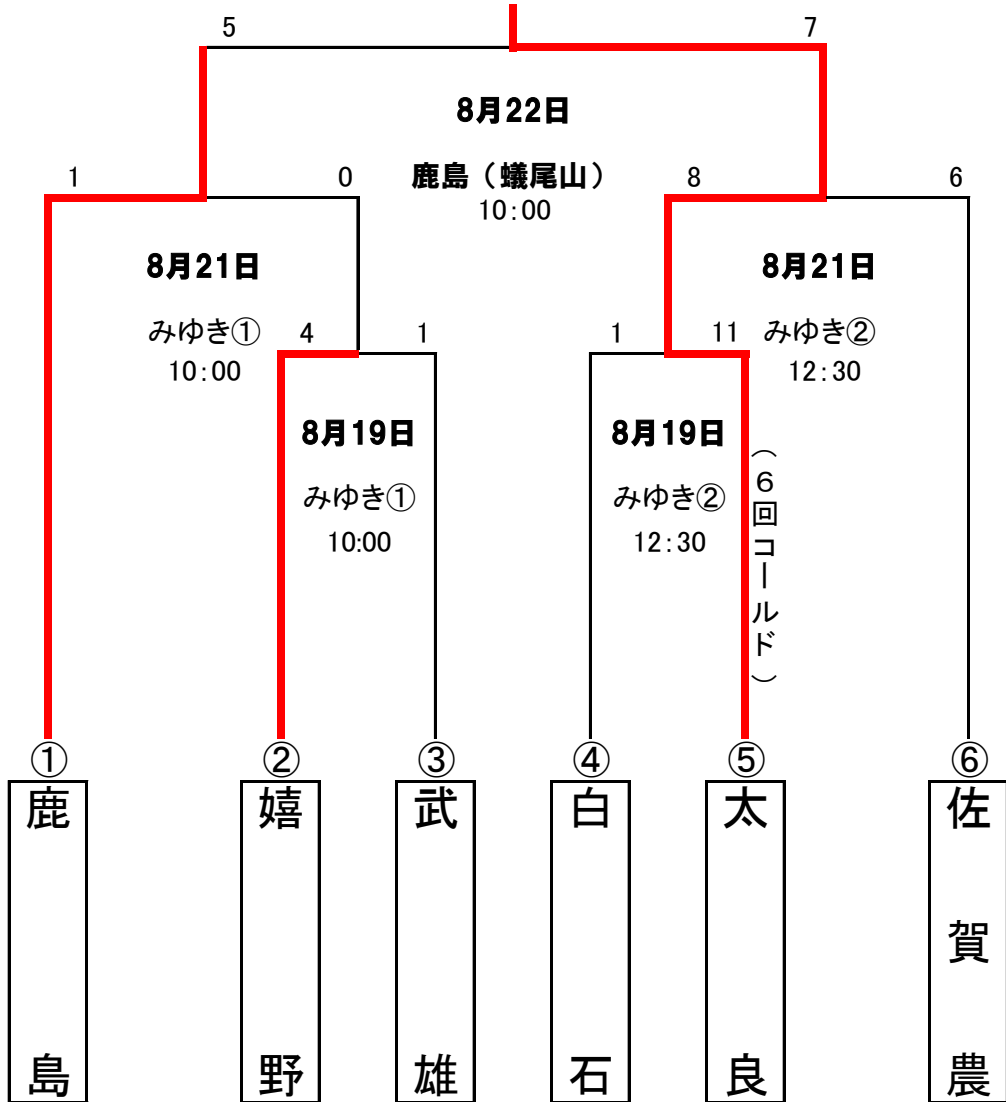 5 7
8月22日
1 0 鹿島（蟻尾山） 8 6
10:00
8月21日 8月21日
みゆき① 4 1 1 11 みゆき②
10:00 12:30
8月19日 8月19日
みゆき① みゆき②
10:00 12:30
（6回コールド）
① ② ③ ④ ⑤ ⑥
鹿島
嬉野
武雄
白石
太良
佐賀農